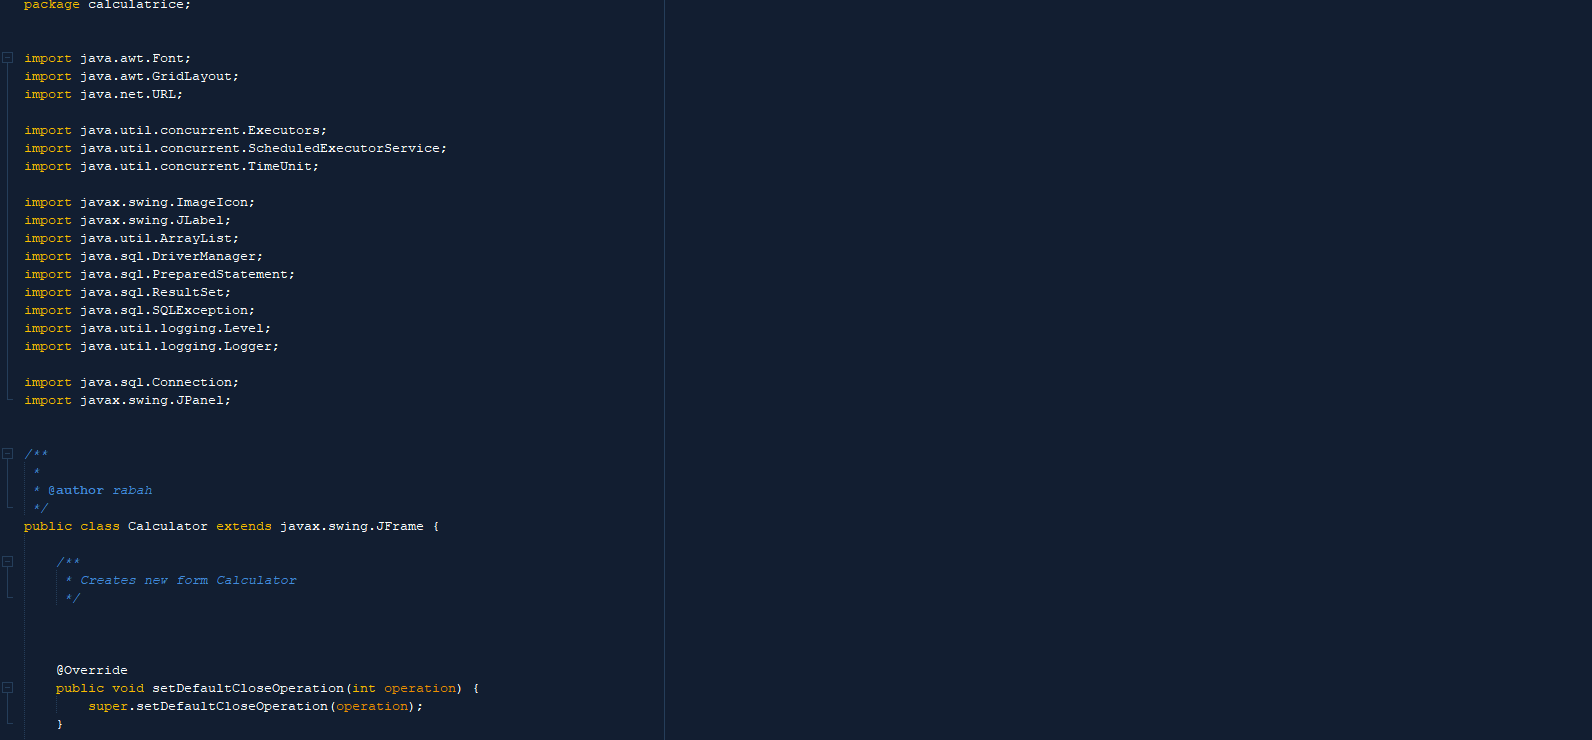 package calculatrice;
import java.awt.Font;
import java.awt.GridLayout;
import java.net.URL;
import java.util.concurrent.Executors;
import java.util.concurrent.ScheduledExecutorService;
import java.util.concurrent.TimeUnit;
import javax.swing.ImageIcon;
import javax.swing.JLabel;
import java.util.ArrayList;
import java.sql.DriverManager;
import java.sql.PreparedStatement;
import java.sql.ResultSet;
import java.sql.SQLException;
import java.util.logging.Level;
import java.util.logging.Logger;
import java.sql.Connection;
import javax.swing.JPanel;
/**
*
* @author rabah
*/
public class Calculator extends javax.swing.JFrame {
/**
* Creates new form Calculator
*/
@Override
public void setDefaultCloseOperation(int operation) {
super.setDefaultCloseOperation(operation);
}